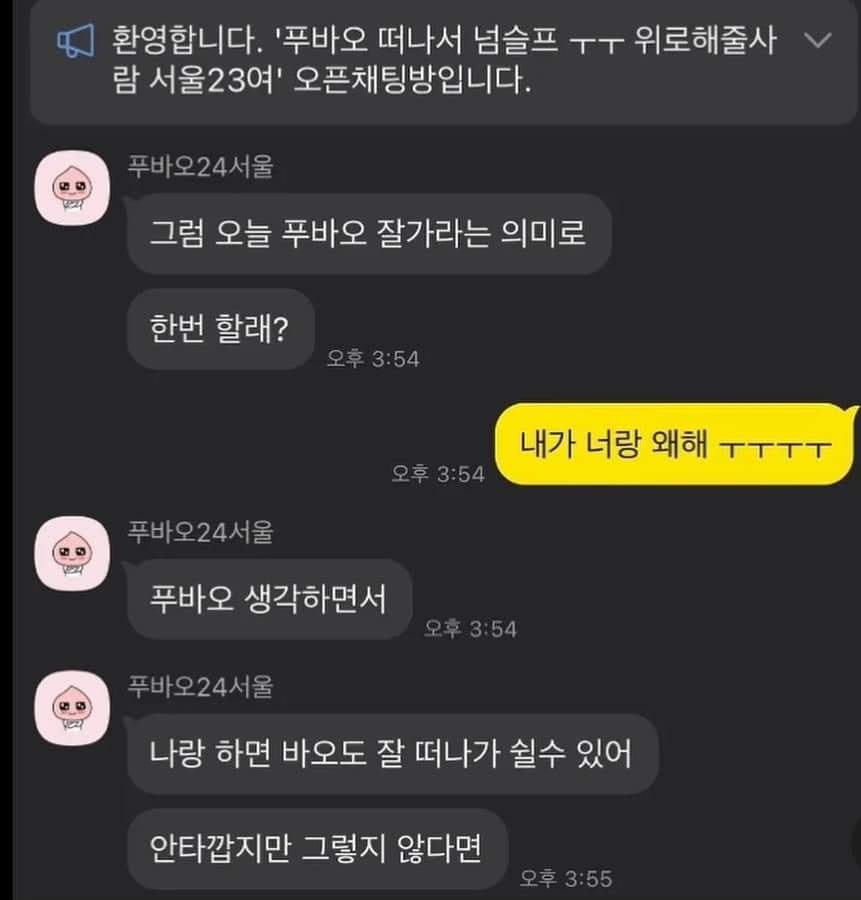 환영합니다. '푸바오 떠나서 넘슬프 ㅜㅜ 위로해줄사
람 서울23여' 오픈채팅방입니다.
푸바오24서울
그럼 오늘 푸바오 잘가라는 의미로
한번 할래?
오후 3:54
내가 너랑 왜해 ㅜㅜㅜㅜ
오후 3:54
푸바오24서울
푸바오 생각하면서
오후 3:54
푸바오24서울
나랑 하면 바오도 잘 떠나가 쉴수 있어
안타깝지만 그렇지 않다면
오후 3:55